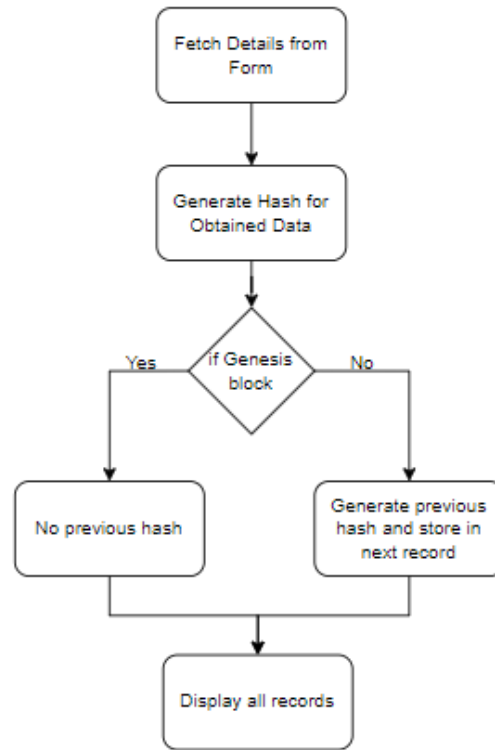 Fetch Details from
Form
Generate Hash for
Obtained Data
if Genesis
block
Yes
No
No previous hash
Generate previous
hash and store in
next record
Display all records